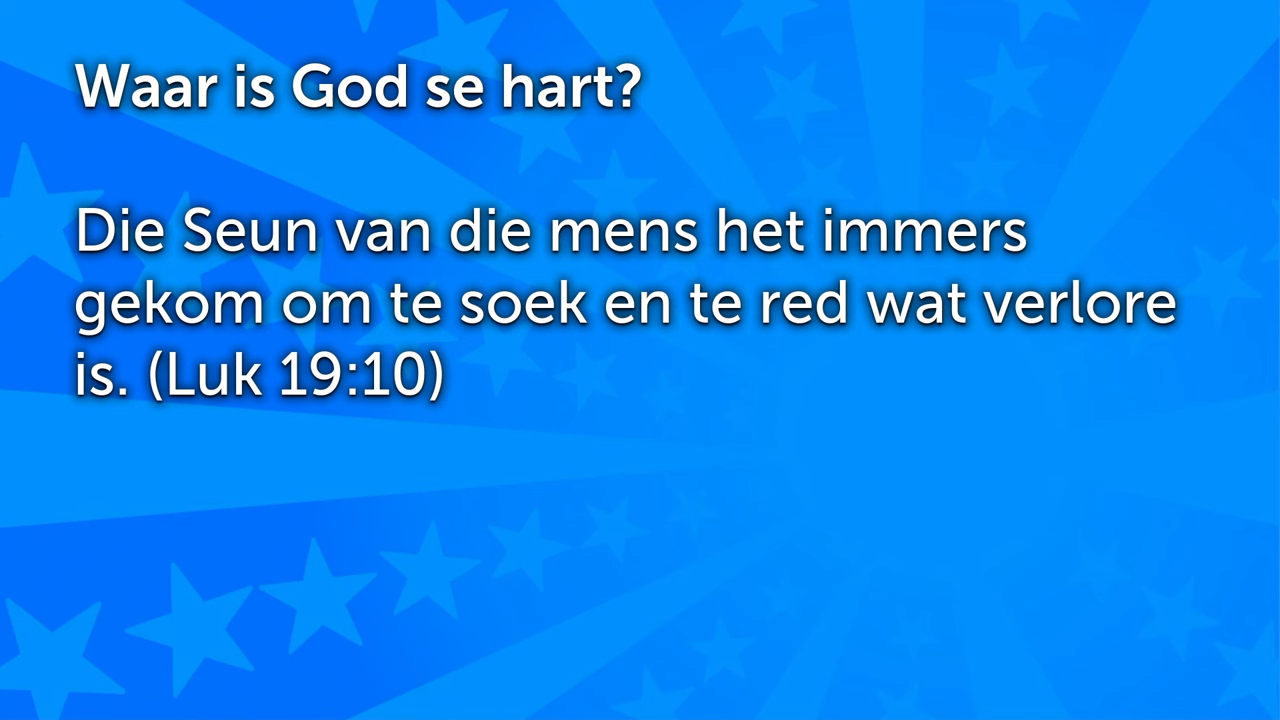 Waar is God se hart?
Die Seun van die mens het immers
gekom om te soek en te red wat verlore
is. (Luk 19:10)